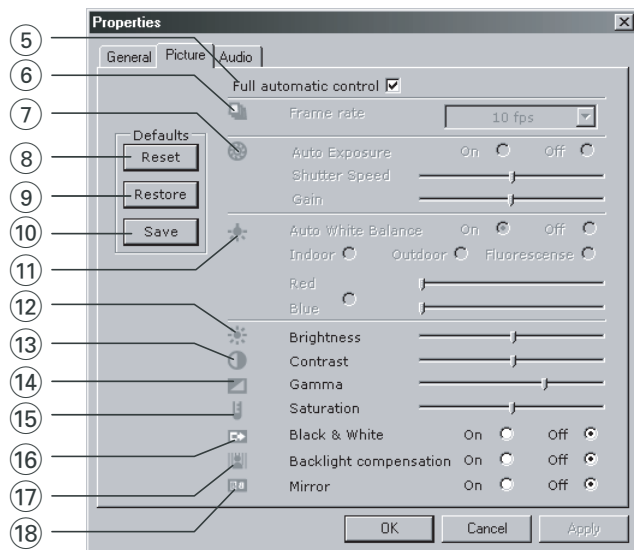 Properties
General Picture Audio
5 Full automatic control
6 Frame rate 10 fps
7 Auto Exposure On Off
Shutter Speed
Gain
Defaults
8 Reset
9 Restore
10 Save
11 Auto White Balance On Off
Indoor Outdoor Fluorescense
Red
Blue
12 Brightness
13 Contrast
14 Gamma
15 Saturation
16 Black & White On Off
17 Backlight compensation On Off
18 Mirror On Off
OK Cancel Apply